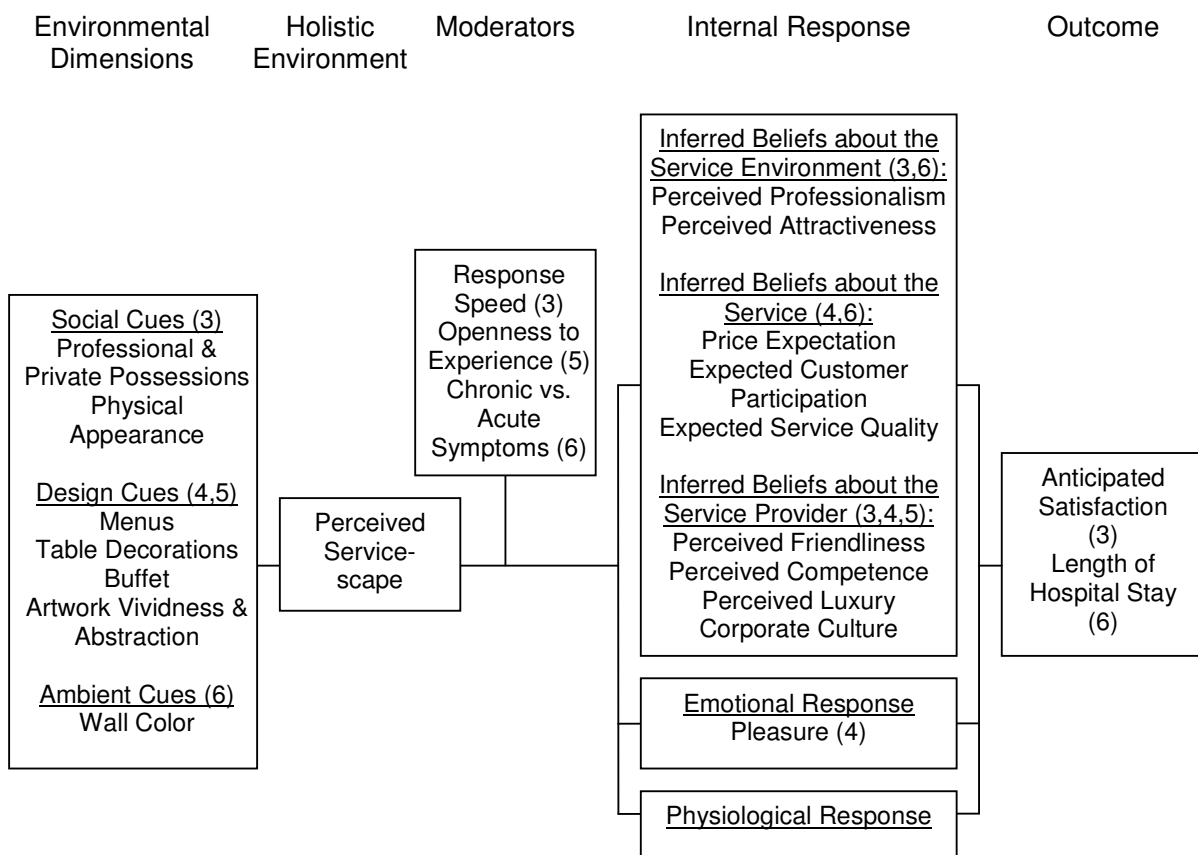 Environmental
Dimensions
Holistic
Environment
Moderators
Internal Response
Outcome
Social Cues (3)
Professional &
Private Possessions
Physical
Appearance
Design Cues (4,5)
Menus
Table Decorations
Buffet
Artwork Vividness &
Abstraction
Ambient Cues (6)
Wall Color
Perceived
Service-
scape
Response
Speed (3)
Openness to
Experience (5)
Chronic vs.
Acute
Symptoms (6)
Inferred Beliefs about the
Service Environment (3,6):
Perceived Professionalism
Perceived Attractiveness
Inferred Beliefs about the
Service (4,6):
Price Expectation
Expected Customer
Participation
Expected Service Quality
Inferred Beliefs about the
Service Provider (3,4,5):
Perceived Friendliness
Perceived Competence
Perceived Luxury
Corporate Culture
Emotional Response
Pleasure (4)
Physiological Response
Anticipated
Satisfaction
(3)
Length of
Hospital Stay
(6)